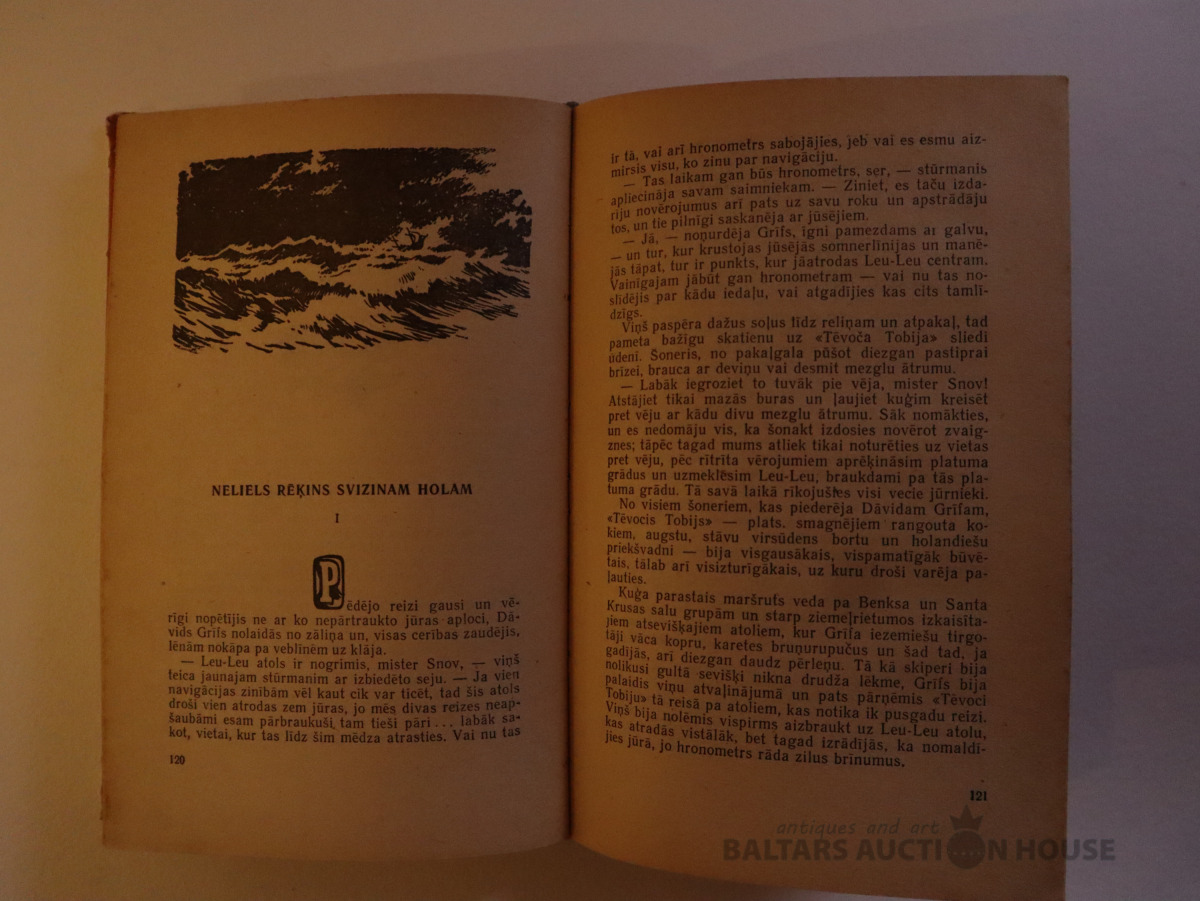 NELIELS RĒĶINS SVIZINAM HOLAM
I
Pēdējo reizi gausi un vē-
rīgi nopētījis ne ar ko nepārtraukto jūras aploci, Dā-
vids Grīfs nolaidās no zāliņa un, visas cerības zaudējis,
lēnām nokāpa pa veblīnēm uz klāja.
— Leu-Leu atols ir nogrimis, mister Snov, — viņš
teica jaunajam stūrmanim ar izbiedēto seju. — Ja vien
navigācijas zinībām vēl kaut cik var ticēt, tad šis atols
droši vien atrodas zem jūras, jo mēs divas reizes neap-
šaubāmi esam pārbraukuši tam tieši pāri... labāk sa-
kot, vietai, kur tas līdz šim mēdza atrasties. Vai nu tas
120
ir tā, vai arī hronometrs sabojājies, jeb vai es esmu aiz-
mirsis visu, ko zinu par navigāciju.
— Tas laikam gan būs hronometrs, ser, — stūrmanis
apliecināja savam saimniekam. — Ziniet, es taču izda-
rīju novērojumus arī pats uz savu roku un apstrādāju
tos, un tie pilnīgi saskanēja ar jūsējiem.
— Jā, — noņurdēja Grīfs, īgni pamezdams ar galvu,
— un tur, kur krustojas jūsējās somnerlīnijas un manē-
jās tāpat, tur ir punkts, kur jāatrodas Leu-Leu centram.
Vainīgajam jābūt gan hronometram — vai nu tas no-
slīdējis par kādu iedaļu, vai atgadījies kas cits tamlī-
dzīgs.
Viņš paspēra dažus soļus līdz reliņam un atpakaļ, tad
pameta bažīgu skatienu uz «Tēvoča Tobija» sliedi
ūdenī. Šoneris, no pakaļgala pūšot diezgan pastiprai
brīzei, brauca ar deviņu vai desmit mezglu ātrumu.
— Labāk iegroziet to tuvāk pie vēja, mister Snov!
Atstājiet tikai mazās buras un ļaujiet kuģim kreisēt
pret vēju ar kādu divu mezglu ātrumu. Sāk nomākties,
un es nedomāju vis, ka šonakt izdosies novērot zvaig-
znes; tāpēc tagad mums atliek tikai noturēties uz vietas
pret vēju, pēc rītrīta vērojumiem aprēķināsim platuma
grādus un uzmeklēsim Leu-Leu, braukdami pa tās pla-
tuma grādu. Tā savā laikā rīkojušies visi vecie jūrnieki.
No visiem šoneriem, kas piederēja Dāvidam Grīfam,
«Tēvocis Tobijs» — plats, smagnējiem rangouta ko-
kiem, augstu, stāvu virsūdens bortu un holandiešu
priekšvadni — bija visgausākais, vispamatīgāk būvē-
tais, tālab arī visizturīgākais, uz kuru droši varēja pa-
ļauties.
Kuģa parastais maršruts veda pa Benksa un Santa
Krusas salu grupām un starp ziemeļrietumos izkaisīta-
jiem atsevišķajiem atoliem, kur Grīfa iezemiešu tirgo-
tāji vāca kopru, karetes bruņurupučus un šad tad, ja
gadījās, arī diezgan daudz pērleņu. Tā kā skiperi bija
nolikusi gultā sevišķi nikna drudža lēkme, Grīfs bija
palaidis viņu atvaļinājumā un pats pārņēmis «Tēvoci
Tobiju» tā reisā pa atoliem, kas notika ik pusgadu reizi.
Viņš bija nolēmis vispirms aizbraukt uz Leu-Leu atolu,
kas atradās vistālāk, bet tagad izrādījās, ka nomaldī-
jies jūrā, jo hronometrs rāda zilus brīnumus.
121
antiques and art
BALTARS AUCTION HOUSE